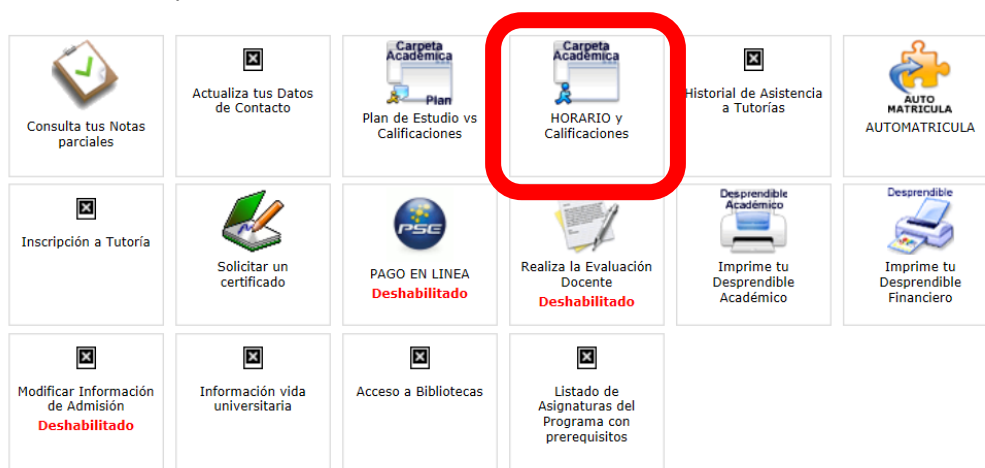 Consulta tus Notas
parciales
Actualiza tus Datos
de Contacto
Carpeta
Académica
Plan
Plan de Estudio vs
Calificaciones
Carpeta
Académica
HORARIO y
Calificaciones
Historial de Asistencia
a Tutorías
AUTO
MATRICULA
AUTOMATRICULA
Inscripción a Tutoría
Solicitar un
certificado
PSE
PAGO EN LINEA
Deshabilitado
Realiza la Evaluación
Docente
Deshabilitado
Desprendible
Académico
Imprime tu
Desprendible
Académico
Desprendible
Imprime tu
Desprendible
Financiero
Modificar Información
de Admisión
Deshabilitado
Información vida
universitaria
Acceso a Bibliotecas
Listado de
Asignaturas del
Programa con
prerequisitos